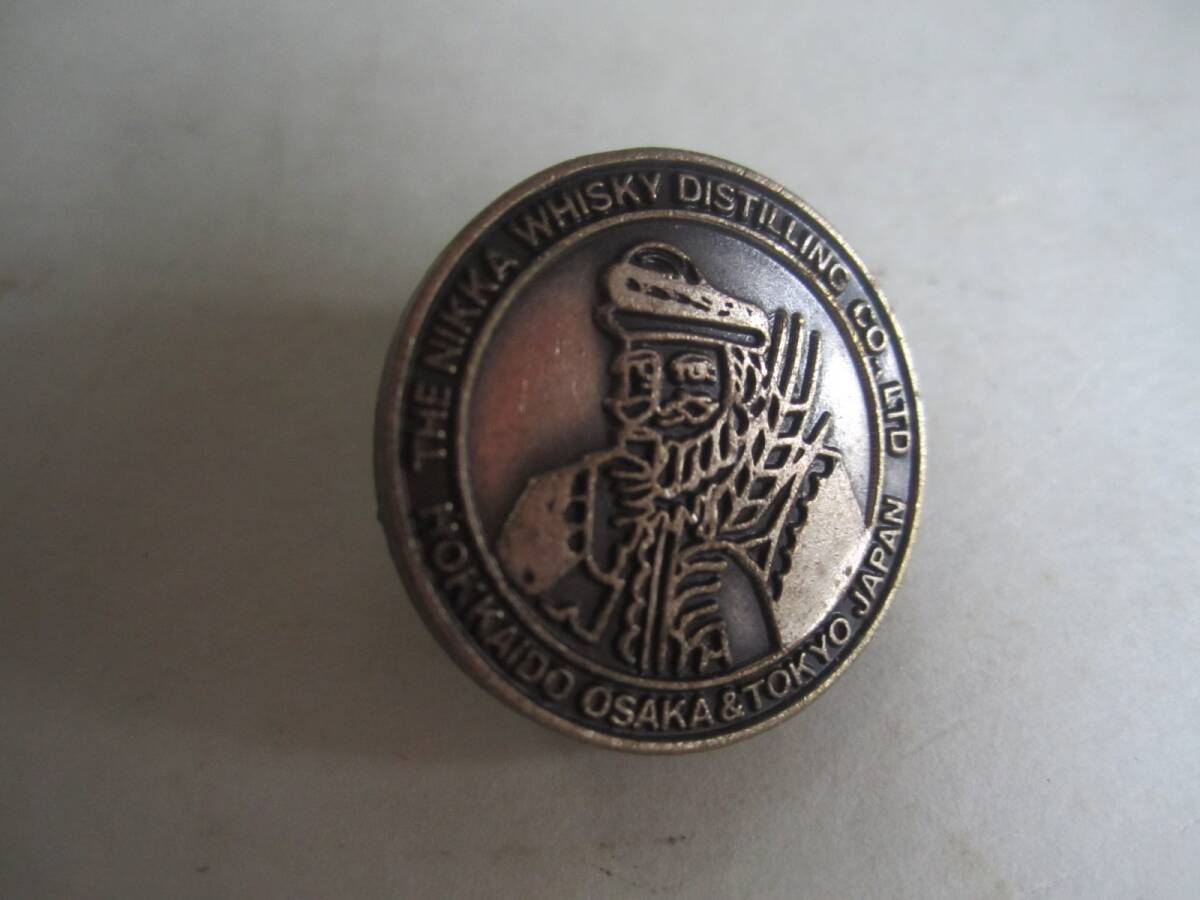 THE NIKKA WHISKY DISTILLING CO., LTD
HOKKAIDO OSAKA & TOKYO JAPAN